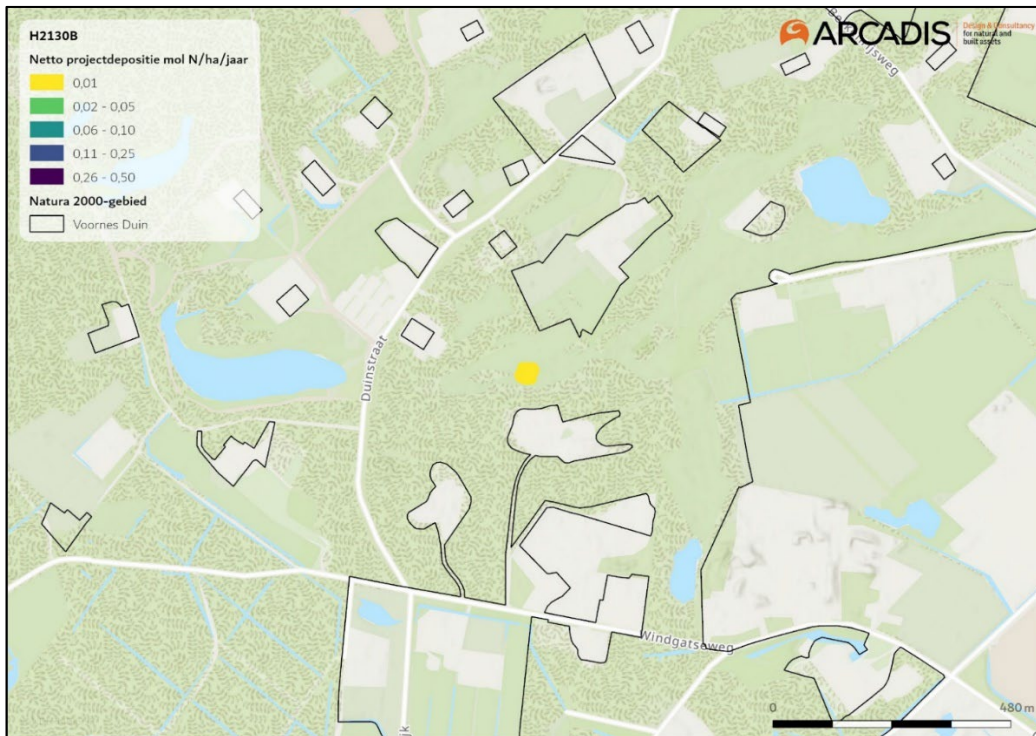 H2130B
Netto projectdepositie mol N/ha/jaar
0,01
0,02 - 0,05
0,06 - 0,10
0,11 - 0,25
0,26 - 0,50
Natura 2000-gebied
Voornes Duin
ARCADIS
Design & Consultancy
for natural and
built assets
Duinstraat
Windgatseweg
0
480 m